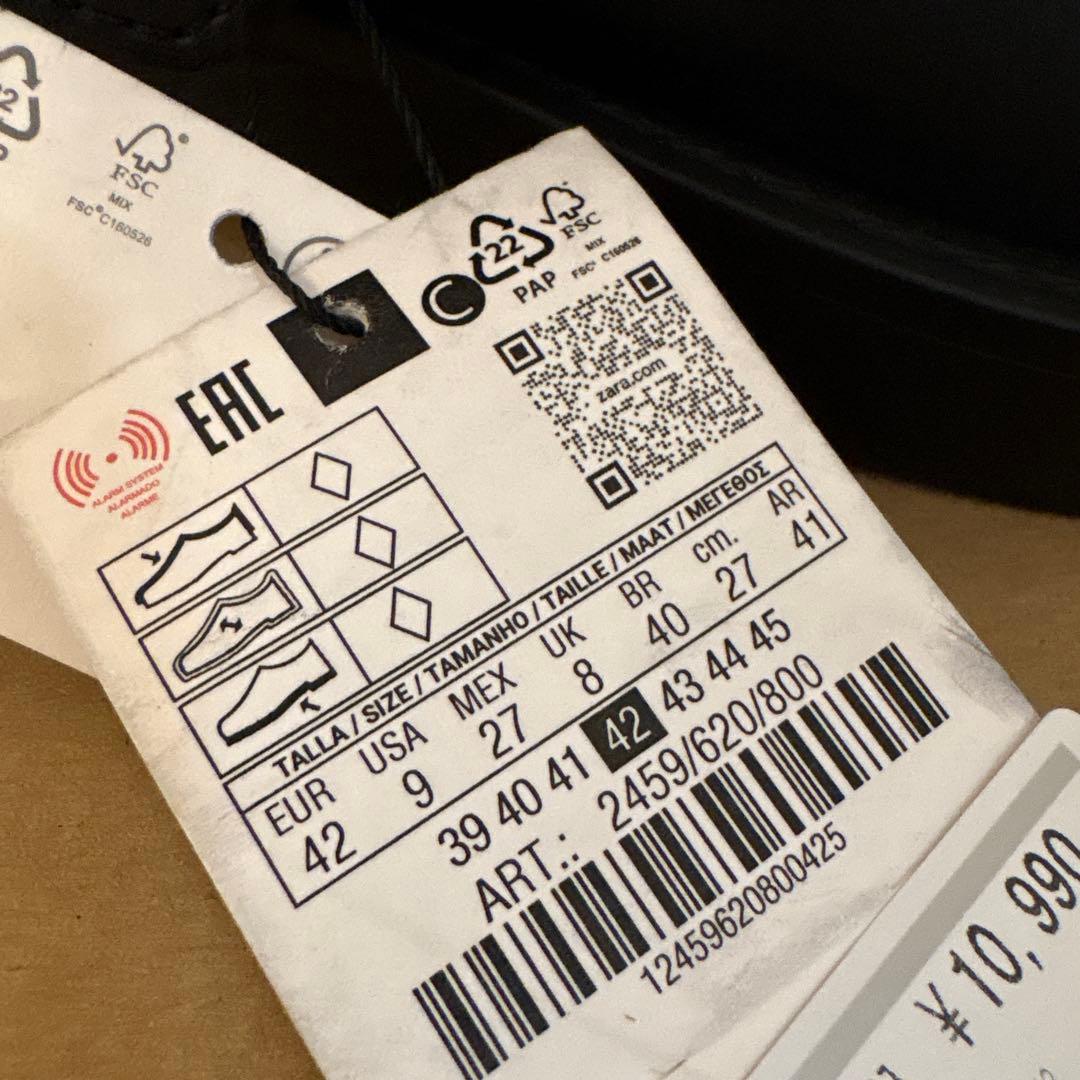 22
FSC
MIX
FSC® C160526
22
PAP
FSC
MIX
FSC® C160526
C
EAC
zara.com
ALARM SYSTEM
ALARMADO
ALARME
TALLA / SIZE / TAMANHO / TAILLE / MAAT / ΜΕΓΕΘΟΣ
EUR USA MEX UK BR cm. AR
42 9 27 8 40 27 41
39 40 41 42 43 44 45
ART.: 2459/620/800
12459620800425
¥10,990